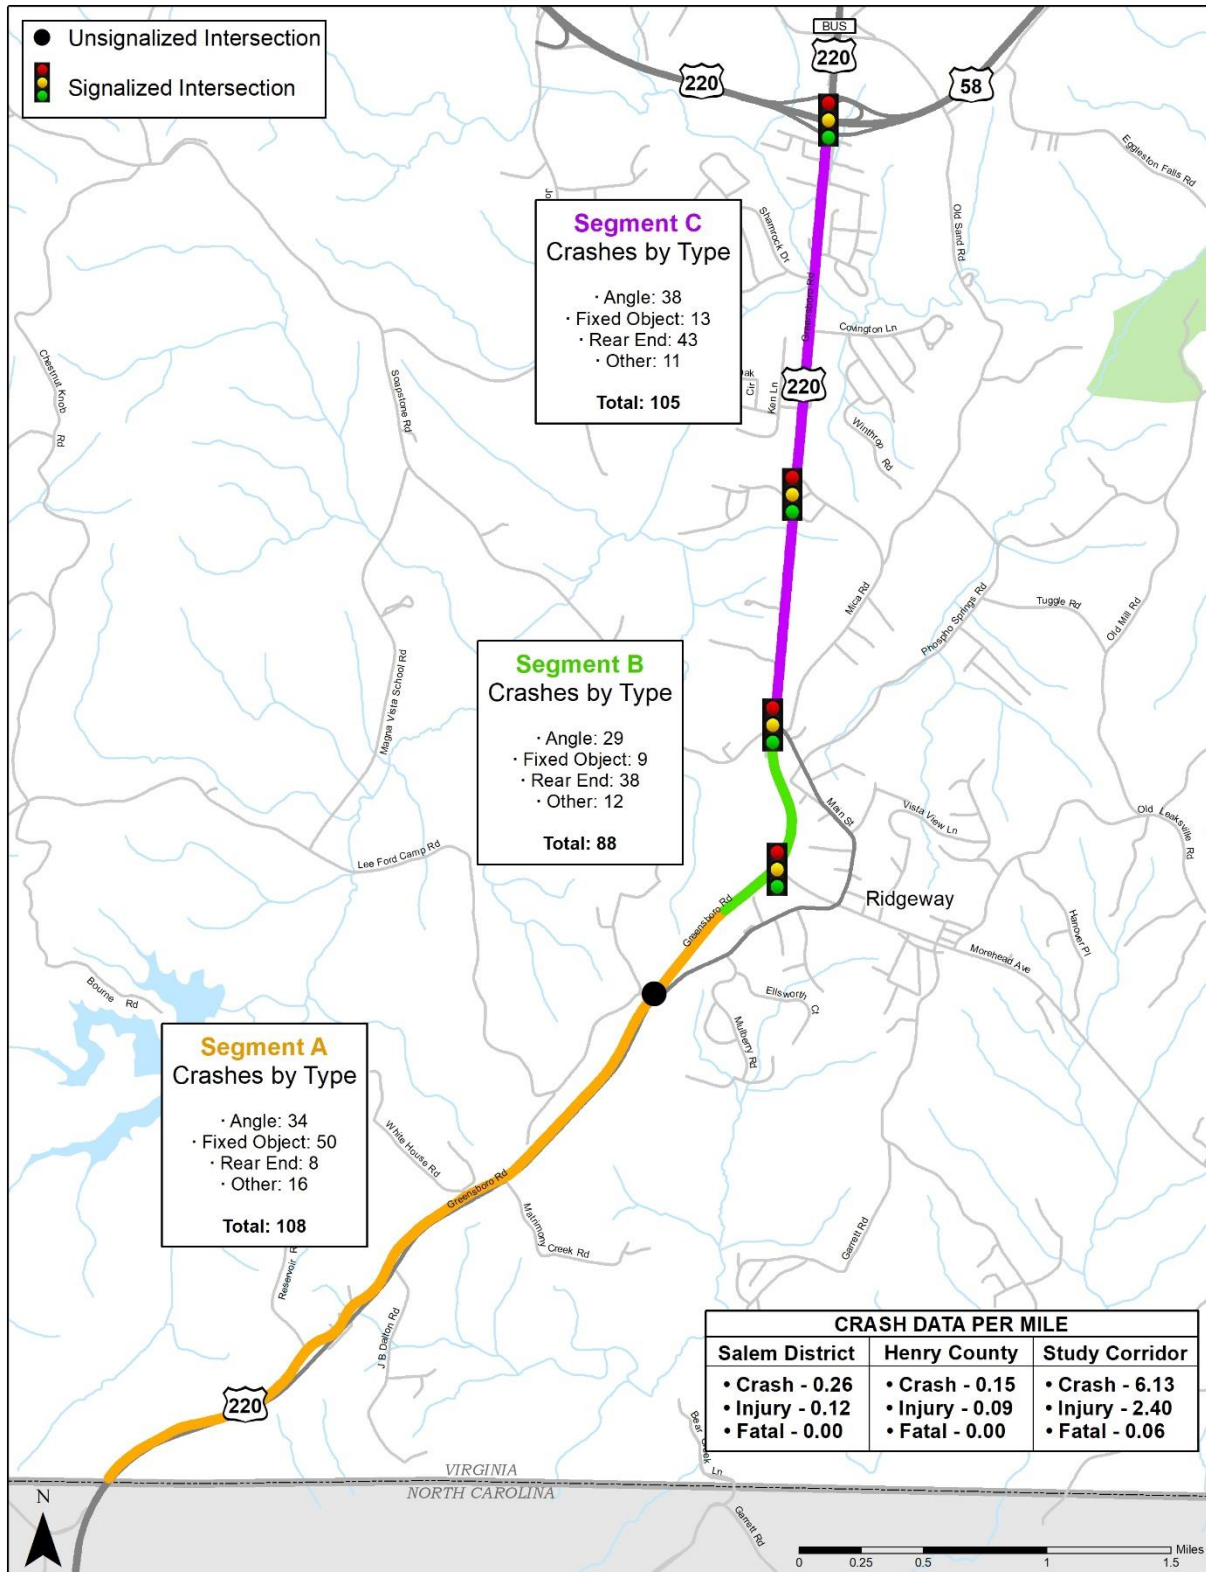 Unsignalized Intersection
Signalized Intersection
BUS
220
220
58
Eggleston Falls Rd
Old Sand Rd
Shamrock Dr
Segment C
Crashes by Type
· Angle: 38
· Fixed Object: 13
· Rear End: 43
· Other: 11
Total: 105
Greensboro Rd
Covington Ln
220
Cir
Ken Ln
Winthrop Rd
Chestnut Knob Rd
Soapstone Rd
Mica Rd
Phospho Springs Rd
Tuggle Rd
Old Mill Rd
Magna Vista School Rd
Segment B
Crashes by Type
· Angle: 29
· Fixed Object: 9
· Rear End: 38
· Other: 12
Total: 88
Main St
Vista View Ln
Old Leaksville Rd
Lee Ford Camp Rd
Ridgeway
Greensboro Rd
Hanover Pl
Morehead Ave
Bourne Rd
Ellsworth Ct
Mulberry Rd
Segment A
Crashes by Type
· Angle: 34
· Fixed Object: 50
· Rear End: 8
· Other: 16
Total: 108
White House Rd
Greensboro Rd
Matrimony Creek Rd
Garrett Rd
Reservoir R
J B Dalton Rd
220
CRASH DATA PER MILE
Salem District Henry County Study Corridor
• Crash - 0.26 • Crash - 0.15 • Crash - 6.13
• Injury - 0.12 • Injury - 0.09 • Injury - 2.40
• Fatal - 0.00 • Fatal - 0.00 • Fatal - 0.06
Bear Creek Ln
VIRGINIA
NORTH CAROLINA
Garrett Rd
N
Miles
0 0.25 0.5 1 1.5